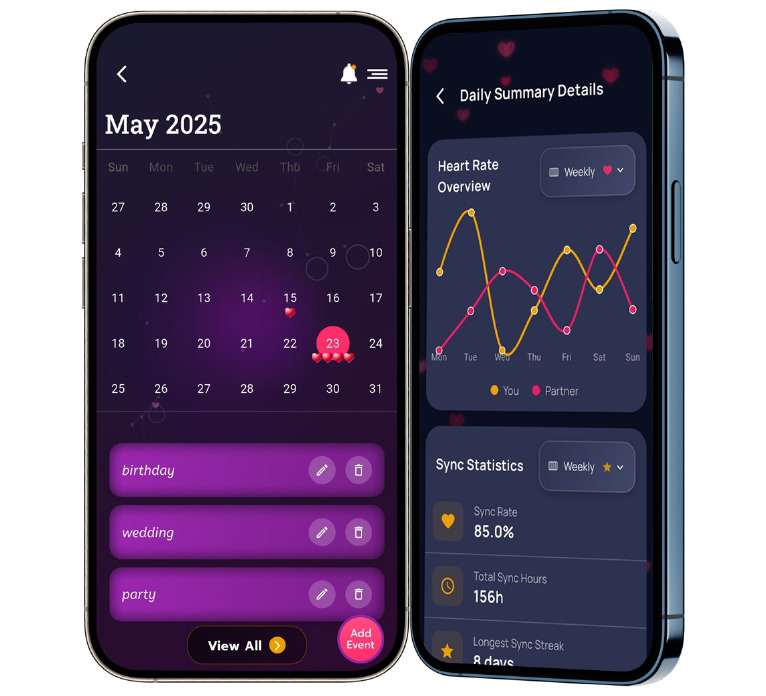 May 2025
Sun Mon Tue Wed Thu Fri Sat
27 28 29 30 1 2 3
4 5 6 7 8 9 10
11 12 13 14 15 16 17
18 19 20 21 22 23 24
25 26 27 28 29 30 31
birthday
wedding
party
View All
Add
Event
Daily Summary Details
Heart Rate
Overview
Weekly
Mon Tue Wed Thu Fri Sat Sun
You Partner
Sync Statistics
Weekly
Sync Rate
85.0%
Total Sync Hours
156h
Longest Sync Streak
8 days